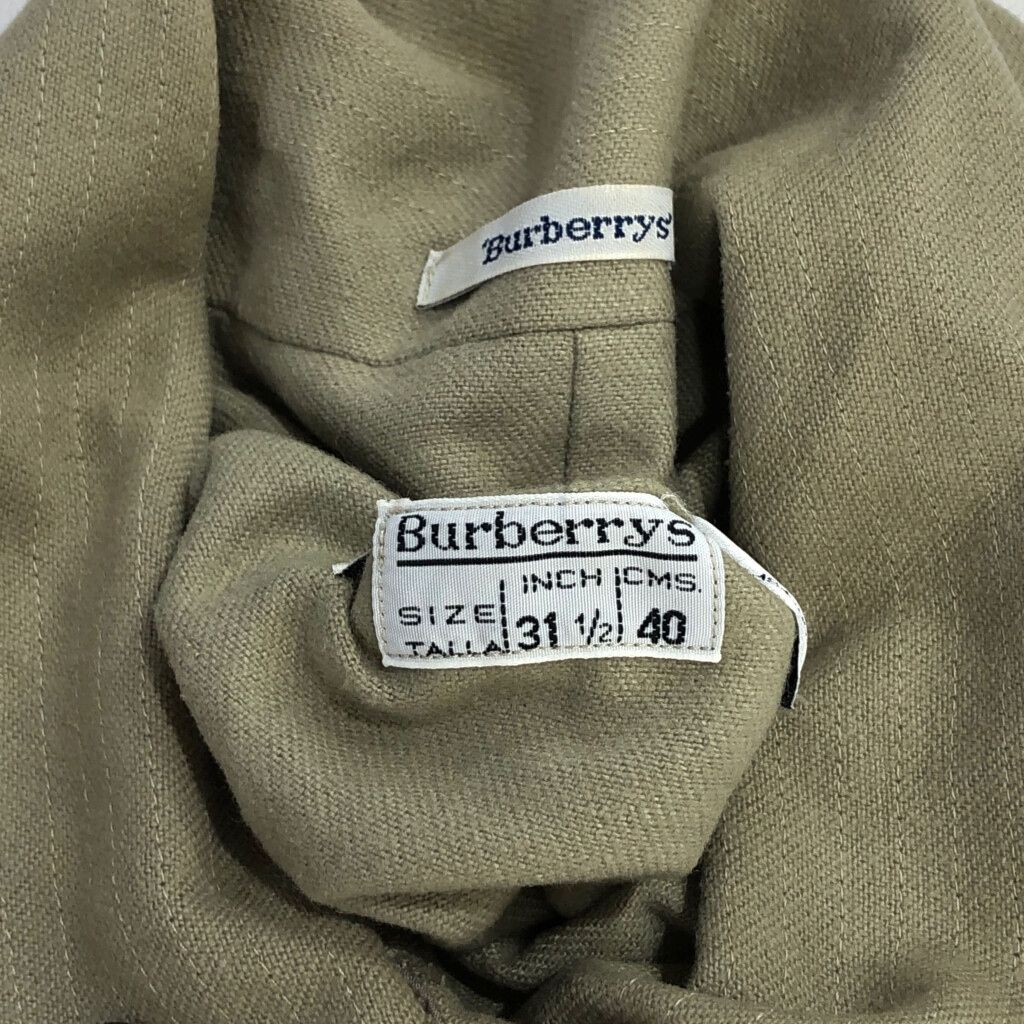 Burberrys
Burberrys
INCH CMS.
SIZE
TALLA 31 1/2 40